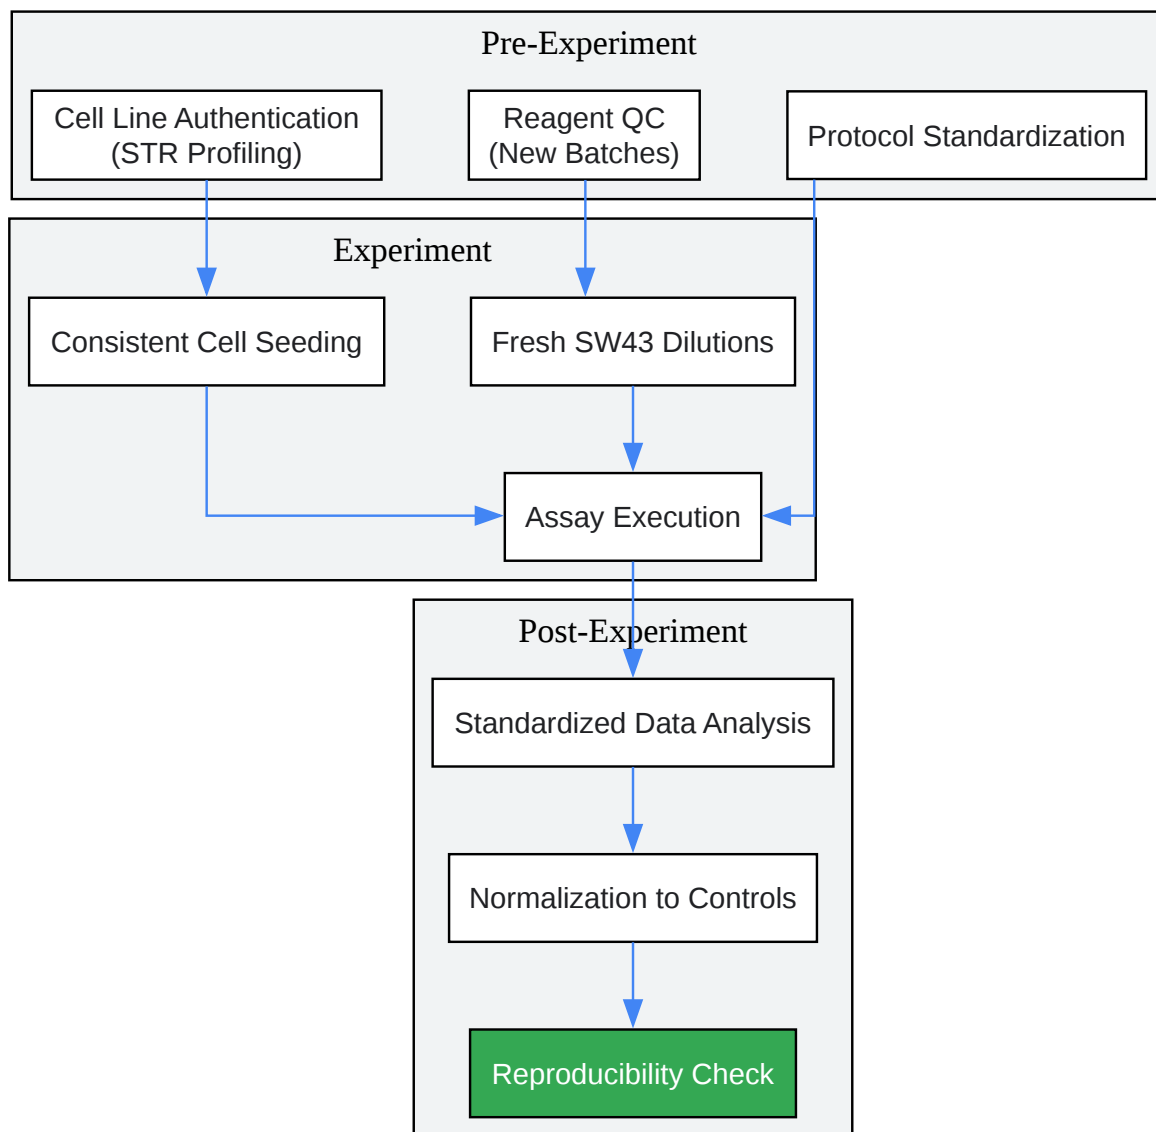 Pre-Experiment
Cell Line Authentication
(STR Profiling)
Reagent QC
(New Batches)
Protocol Standardization
Experiment
Consistent Cell Seeding
Fresh SW43 Dilutions
Assay Execution
Post-Experiment
Standardized Data Analysis
Normalization to Controls
Reproducibility Check